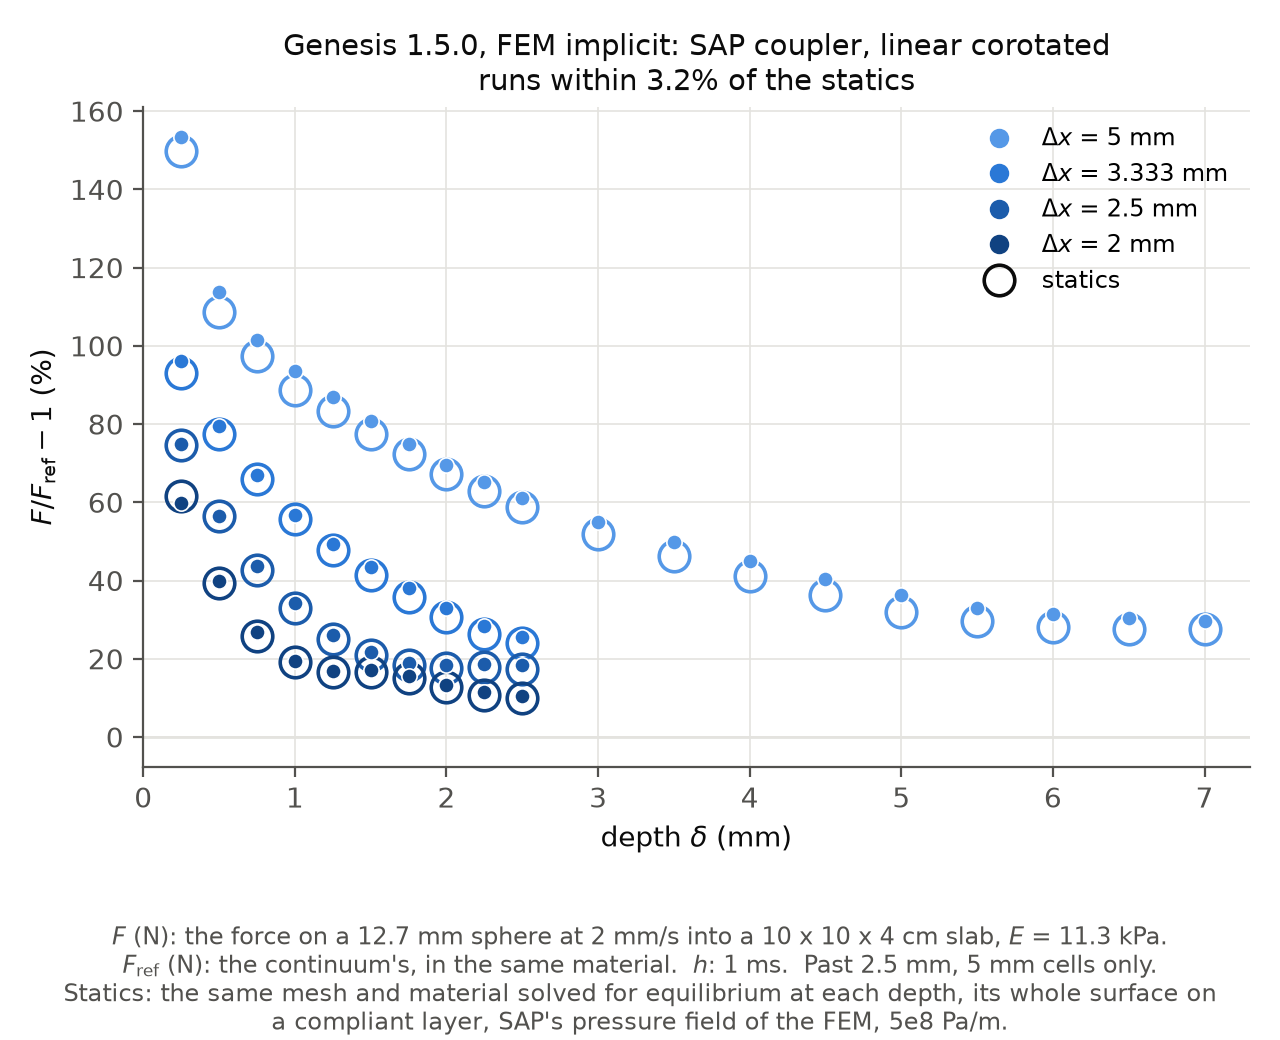 Genesis 1.5.0, FEM implicit: SAP coupler, linear corotated
runs within 3.2% of the statics
160
140
120
100
80
60
40
20
0
F/Fref − 1 (%)
Δx = 5 mm
Δx = 3.333 mm
Δx = 2.5 mm
Δx = 2 mm
statics
0 1 2 3 4 5 6 7
depth δ (mm)
F (N): the force on a 12.7 mm sphere at 2 mm/s into a 10 x 10 x 4 cm slab, E = 11.3 kPa.
Fref (N): the continuum's, in the same material. h: 1 ms. Past 2.5 mm, 5 mm cells only.
Statics: the same mesh and material solved for equilibrium at each depth, its whole surface on
a compliant layer, SAP's pressure field of the FEM, 5e8 Pa/m.